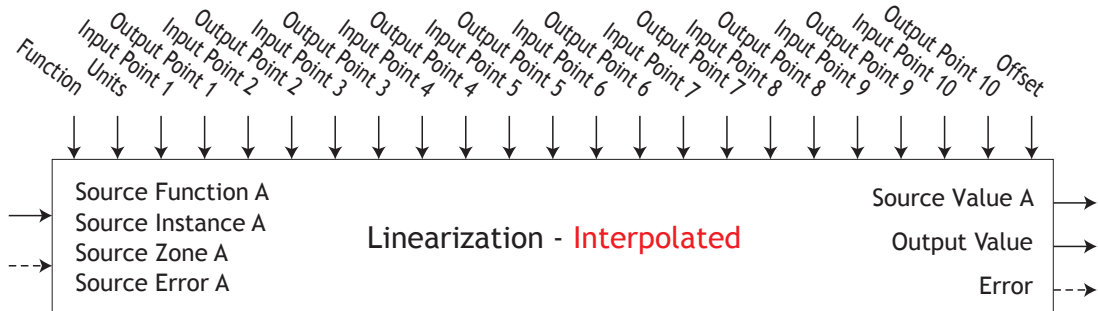 Function
Units
Input Point 1
Output Point 1
Input Point 2
Output Point 2
Input Point 3
Output Point 3
Input Point 4
Output Point 4
Input Point 5
Output Point 5
Input Point 6
Output Point 6
Input Point 7
Output Point 7
Input Point 8
Output Point 8
Input Point 9
Output Point 9
Input Point 10
Output Point 10
Offset
Source Function A
Source Instance A
Source Zone A
Source Error A
Linearization - Interpolated
Source Value A
Output Value
Error